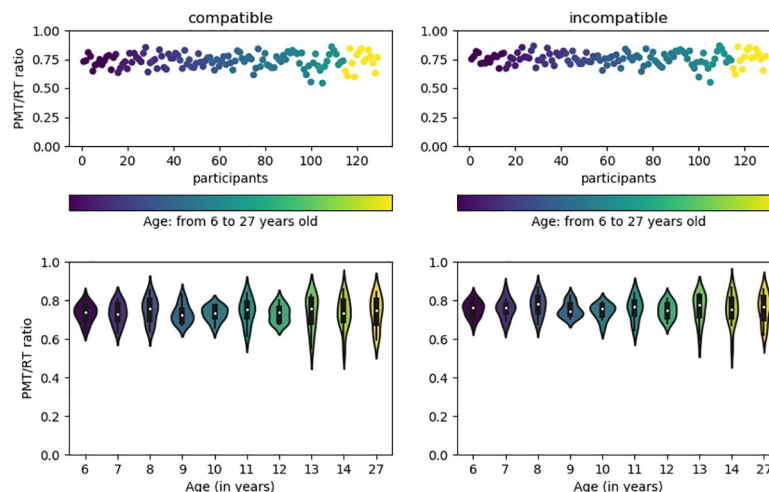 compatible
incompatible
1.00
0.75
0.50
0.25
0.00
PMT/RT ratio
0 20 40 60 80 100 120
participants
1.00
0.75
0.50
0.25
0.00
0 20 40 60 80 100 120
participants
Age: from 6 to 27 years old
Age: from 6 to 27 years old
1.0
0.8
0.6
0.4
0.2
0.0
PMT/RT ratio
6 7 8 9 10 11 12 13 14 27
Age (in years)
1.0
0.8
0.6
0.4
0.2
0.0
6 7 8 9 10 11 12 13 14 27
Age (in years)